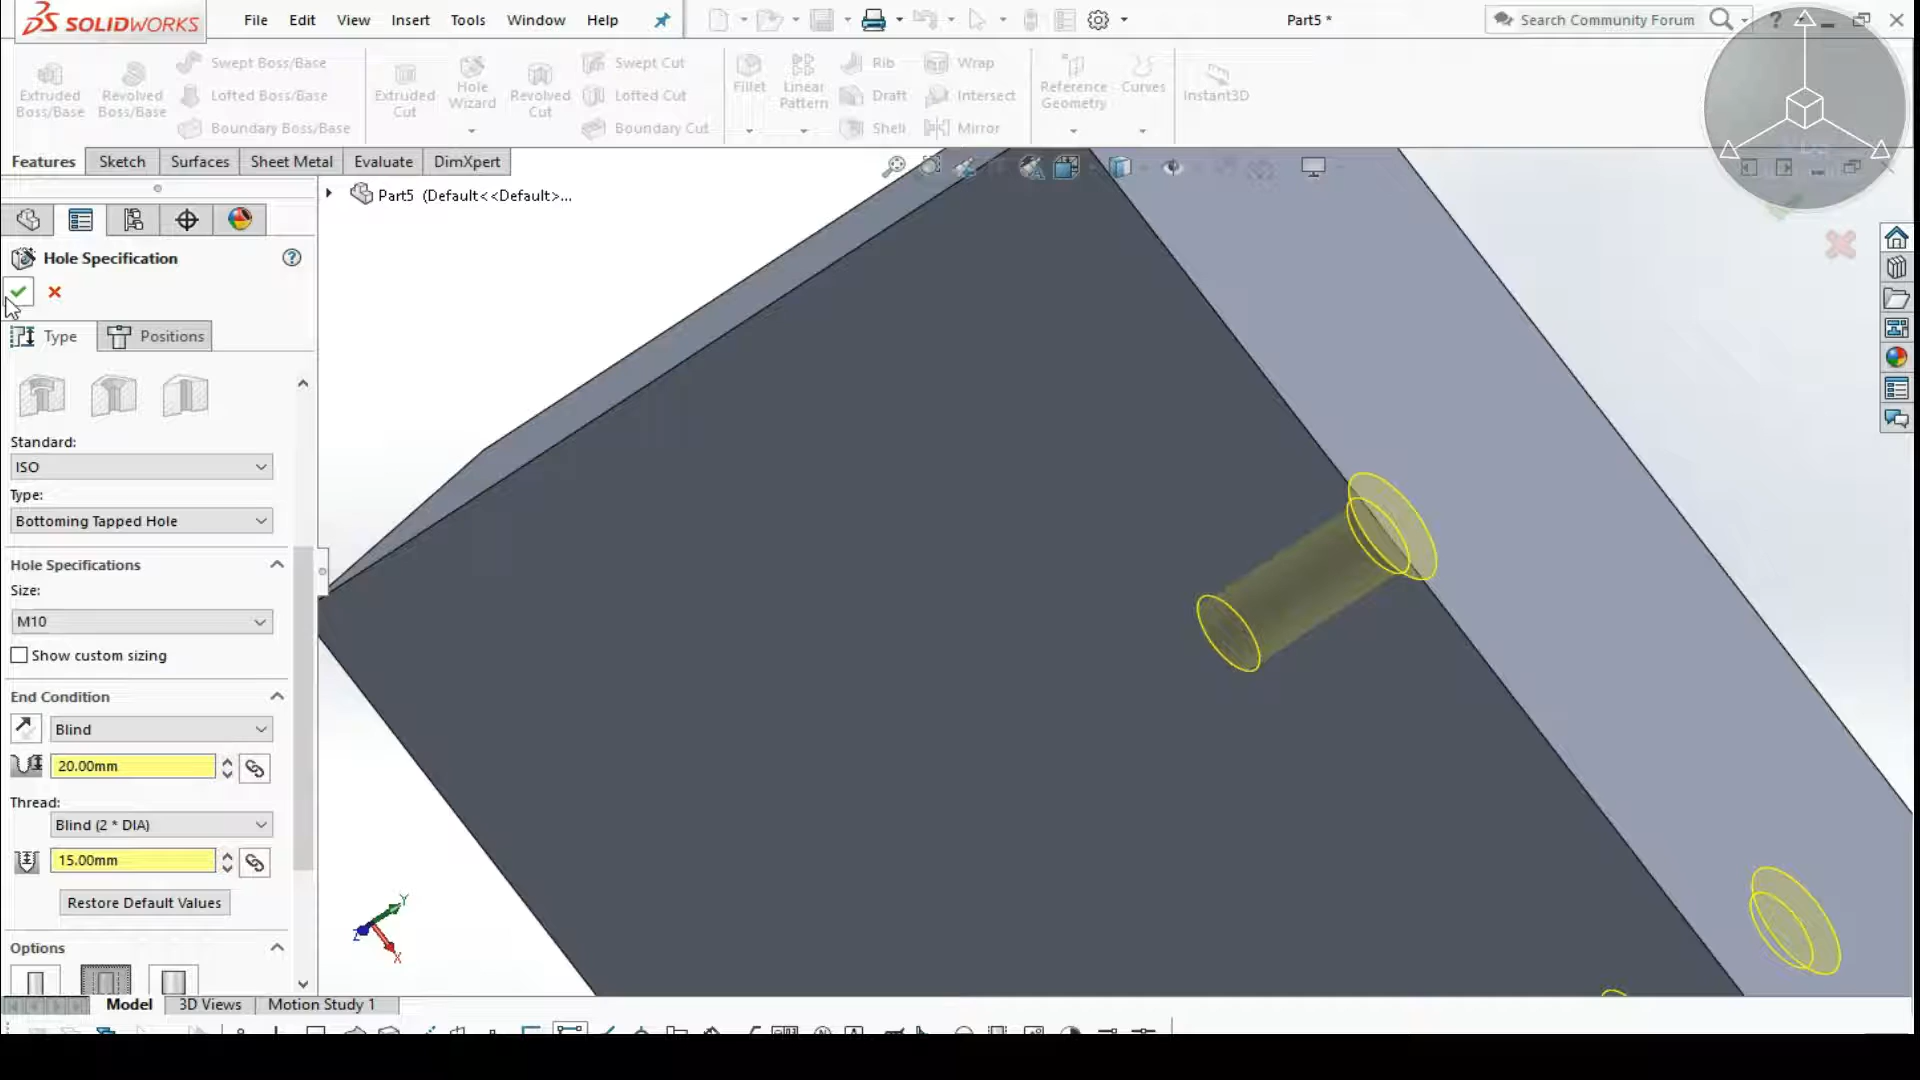 SOLIDWORKS
File Edit View Insert Tools Window Help
Part5 *
Search Community Forum
?
Extruded Boss/Base
Revolved Boss/Base
Swept Boss/Base
Lofted Boss/Base
Boundary Boss/Base
Extruded Cut
Hole Wizard
Revolved Cut
Swept Cut
Lofted Cut
Boundary Cut
Fillet
Linear Pattern
Rib
Draft
Shell
Wrap
Intersect
Mirror
Reference Geometry
Curves
Instant3D
Features Sketch Surfaces Sheet Metal Evaluate DimXpert
Part5 (Default<<Default>...
Hole Specification
?
Type Positions
Standard:
ISO
Type:
Bottoming Tapped Hole
Hole Specifications
Size:
M10
Show custom sizing
End Condition
Blind
20.00mm
Thread:
Blind (2 * DIA)
15.00mm
Restore Default Values
Options
Y
Z
X
Model 3D Views Motion Study 1